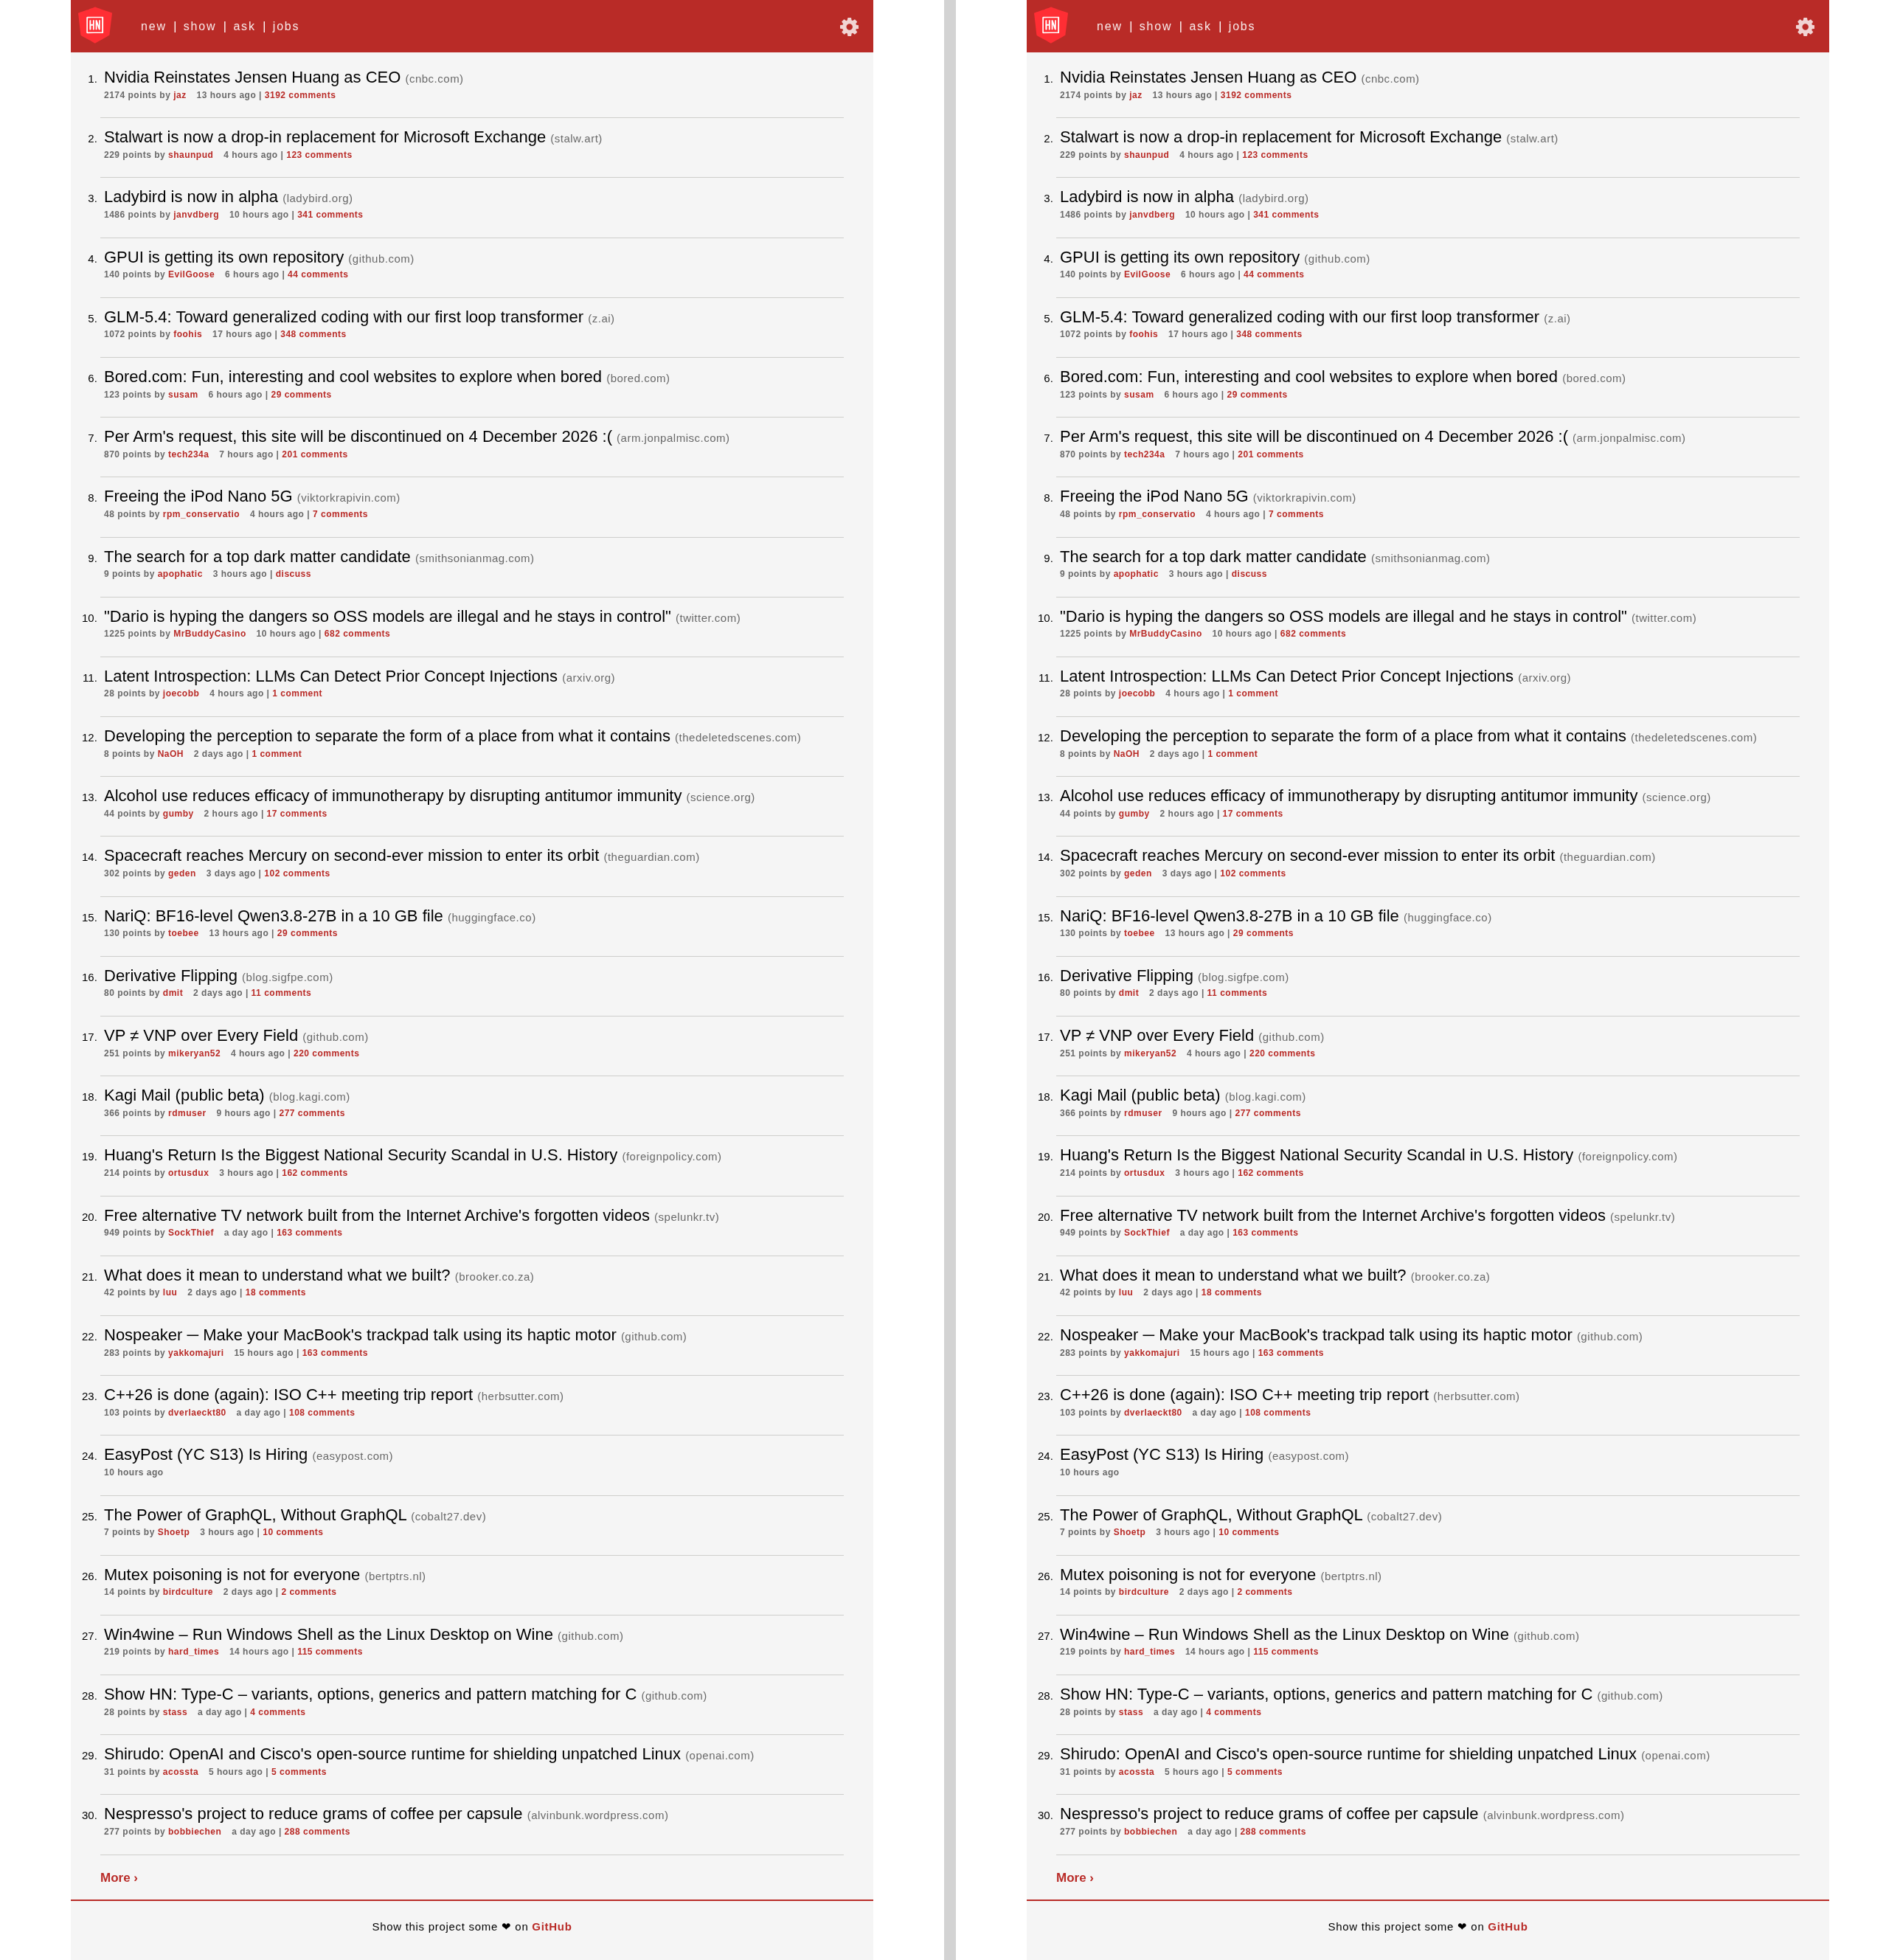 HN
new | show | ask | jobs
1. Nvidia Reinstates Jensen Huang as CEO (cnbc.com)
2174 points by jaz 13 hours ago | 3192 comments
2. Stalwart is now a drop-in replacement for Microsoft Exchange (stalw.art)
229 points by shaunpud 4 hours ago | 123 comments
3. Ladybird is now in alpha (ladybird.org)
1486 points by janvdberg 10 hours ago | 341 comments
4. GPUI is getting its own repository (github.com)
140 points by EvilGoose 6 hours ago | 44 comments
5. GLM-5.4: Toward generalized coding with our first loop transformer (z.ai)
1072 points by foohis 17 hours ago | 348 comments
6. Bored.com: Fun, interesting and cool websites to explore when bored (bored.com)
123 points by susam 6 hours ago | 29 comments
7. Per Arm's request, this site will be discontinued on 4 December 2026 :( (arm.jonpalmisc.com)
870 points by tech234a 7 hours ago | 201 comments
8. Freeing the iPod Nano 5G (viktorkrapivin.com)
48 points by rpm_conservatio 4 hours ago | 7 comments
9. The search for a top dark matter candidate (smithsonianmag.com)
9 points by apophatic 3 hours ago | discuss
10. "Dario is hyping the dangers so OSS models are illegal and he stays in control" (twitter.com)
1225 points by MrBuddyCasino 10 hours ago | 682 comments
11. Latent Introspection: LLMs Can Detect Prior Concept Injections (arxiv.org)
28 points by joecobb 4 hours ago | 1 comment
12. Developing the perception to separate the form of a place from what it contains (thedeletedscenes.com)
8 points by NaOH 2 days ago | 1 comment
13. Alcohol use reduces efficacy of immunotherapy by disrupting antitumor immunity (science.org)
44 points by gumby 2 hours ago | 17 comments
14. Spacecraft reaches Mercury on second-ever mission to enter its orbit (theguardian.com)
302 points by geden 3 days ago | 102 comments
15. NariQ: BF16-level Qwen3.8-27B in a 10 GB file (huggingface.co)
130 points by toebee 13 hours ago | 29 comments
16. Derivative Flipping (blog.sigfpe.com)
80 points by dmit 2 days ago | 11 comments
17. VP ≠ VNP over Every Field (github.com)
251 points by mikeryan52 4 hours ago | 220 comments
18. Kagi Mail (public beta) (blog.kagi.com)
366 points by rdmuser 9 hours ago | 277 comments
19. Huang's Return Is the Biggest National Security Scandal in U.S. History (foreignpolicy.com)
214 points by ortusdux 3 hours ago | 162 comments
20. Free alternative TV network built from the Internet Archive's forgotten videos (spelunkr.tv)
949 points by SockThief a day ago | 163 comments
21. What does it mean to understand what we built? (brooker.co.za)
42 points by luu 2 days ago | 18 comments
22. Nospeaker ─ Make your MacBook's trackpad talk using its haptic motor (github.com)
283 points by yakkomajuri 15 hours ago | 163 comments
23. C++26 is done (again): ISO C++ meeting trip report (herbsutter.com)
103 points by dverlaeckt80 a day ago | 108 comments
24. EasyPost (YC S13) Is Hiring (easypost.com)
10 hours ago
25. The Power of GraphQL, Without GraphQL (cobalt27.dev)
7 points by Shoetp 3 hours ago | 10 comments
26. Mutex poisoning is not for everyone (bertptrs.nl)
14 points by birdculture 2 days ago | 2 comments
27. Win4wine – Run Windows Shell as the Linux Desktop on Wine (github.com)
219 points by hard_times 14 hours ago | 115 comments
28. Show HN: Type-C – variants, options, generics and pattern matching for C (github.com)
28 points by stass a day ago | 4 comments
29. Shirudo: OpenAI and Cisco's open-source runtime for shielding unpatched Linux (openai.com)
31 points by acossta 5 hours ago | 5 comments
30. Nespresso's project to reduce grams of coffee per capsule (alvinbunk.wordpress.com)
277 points by bobbiechen a day ago | 288 comments
More ›
Show this project some ❤ on GitHub
HN
new | show | ask | jobs
1. Nvidia Reinstates Jensen Huang as CEO (cnbc.com)
2174 points by jaz 13 hours ago | 3192 comments
2. Stalwart is now a drop-in replacement for Microsoft Exchange (stalw.art)
229 points by shaunpud 4 hours ago | 123 comments
3. Ladybird is now in alpha (ladybird.org)
1486 points by janvdberg 10 hours ago | 341 comments
4. GPUI is getting its own repository (github.com)
140 points by EvilGoose 6 hours ago | 44 comments
5. GLM-5.4: Toward generalized coding with our first loop transformer (z.ai)
1072 points by foohis 17 hours ago | 348 comments
6. Bored.com: Fun, interesting and cool websites to explore when bored (bored.com)
123 points by susam 6 hours ago | 29 comments
7. Per Arm's request, this site will be discontinued on 4 December 2026 :( (arm.jonpalmisc.com)
870 points by tech234a 7 hours ago | 201 comments
8. Freeing the iPod Nano 5G (viktorkrapivin.com)
48 points by rpm_conservatio 4 hours ago | 7 comments
9. The search for a top dark matter candidate (smithsonianmag.com)
9 points by apophatic 3 hours ago | discuss
10. "Dario is hyping the dangers so OSS models are illegal and he stays in control" (twitter.com)
1225 points by MrBuddyCasino 10 hours ago | 682 comments
11. Latent Introspection: LLMs Can Detect Prior Concept Injections (arxiv.org)
28 points by joecobb 4 hours ago | 1 comment
12. Developing the perception to separate the form of a place from what it contains (thedeletedscenes.com)
8 points by NaOH 2 days ago | 1 comment
13. Alcohol use reduces efficacy of immunotherapy by disrupting antitumor immunity (science.org)
44 points by gumby 2 hours ago | 17 comments
14. Spacecraft reaches Mercury on second-ever mission to enter its orbit (theguardian.com)
302 points by geden 3 days ago | 102 comments
15. NariQ: BF16-level Qwen3.8-27B in a 10 GB file (huggingface.co)
130 points by toebee 13 hours ago | 29 comments
16. Derivative Flipping (blog.sigfpe.com)
80 points by dmit 2 days ago | 11 comments
17. VP ≠ VNP over Every Field (github.com)
251 points by mikeryan52 4 hours ago | 220 comments
18. Kagi Mail (public beta) (blog.kagi.com)
366 points by rdmuser 9 hours ago | 277 comments
19. Huang's Return Is the Biggest National Security Scandal in U.S. History (foreignpolicy.com)
214 points by ortusdux 3 hours ago | 162 comments
20. Free alternative TV network built from the Internet Archive's forgotten videos (spelunkr.tv)
949 points by SockThief a day ago | 163 comments
21. What does it mean to understand what we built? (brooker.co.za)
42 points by luu 2 days ago | 18 comments
22. Nospeaker ─ Make your MacBook's trackpad talk using its haptic motor (github.com)
283 points by yakkomajuri 15 hours ago | 163 comments
23. C++26 is done (again): ISO C++ meeting trip report (herbsutter.com)
103 points by dverlaeckt80 a day ago | 108 comments
24. EasyPost (YC S13) Is Hiring (easypost.com)
10 hours ago
25. The Power of GraphQL, Without GraphQL (cobalt27.dev)
7 points by Shoetp 3 hours ago | 10 comments
26. Mutex poisoning is not for everyone (bertptrs.nl)
14 points by birdculture 2 days ago | 2 comments
27. Win4wine – Run Windows Shell as the Linux Desktop on Wine (github.com)
219 points by hard_times 14 hours ago | 115 comments
28. Show HN: Type-C – variants, options, generics and pattern matching for C (github.com)
28 points by stass a day ago | 4 comments
29. Shirudo: OpenAI and Cisco's open-source runtime for shielding unpatched Linux (openai.com)
31 points by acossta 5 hours ago | 5 comments
30. Nespresso's project to reduce grams of coffee per capsule (alvinbunk.wordpress.com)
277 points by bobbiechen a day ago | 288 comments
More ›
Show this project some ❤ on GitHub